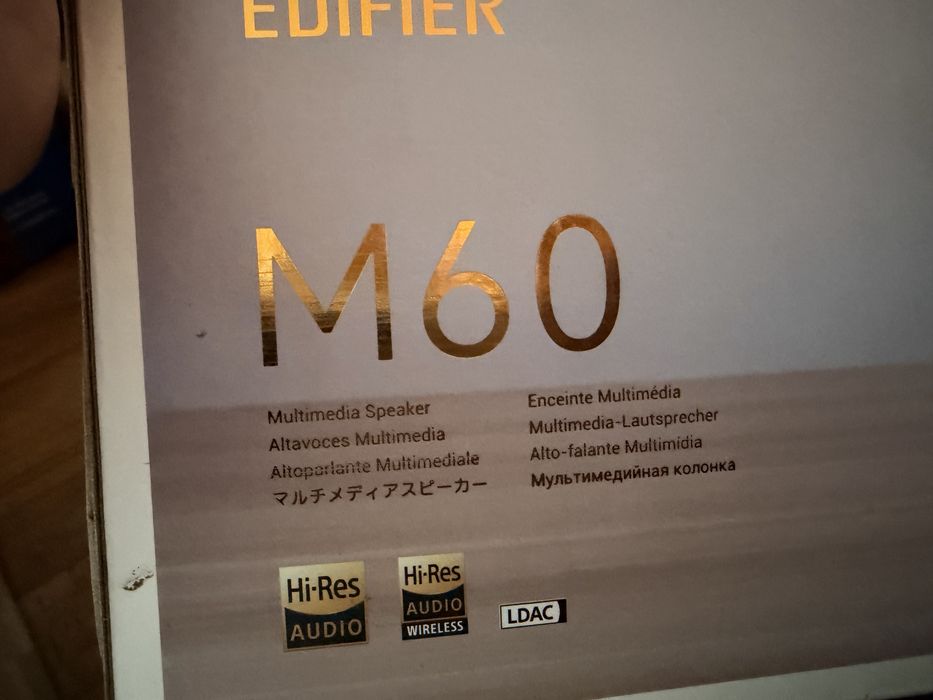 EDIFIER
M60
Multimedia Speaker
Altavoces Multimedia
Altoparlante Multimediale
マルチメディアスピーカー
Enceinte Multimédia
Multimedia-Lautsprecher
Alto-falante Multimídia
Мультимедийная колонка
Hi-Res
AUDIO
Hi-Res
AUDIO
WIRELESS
LDAC